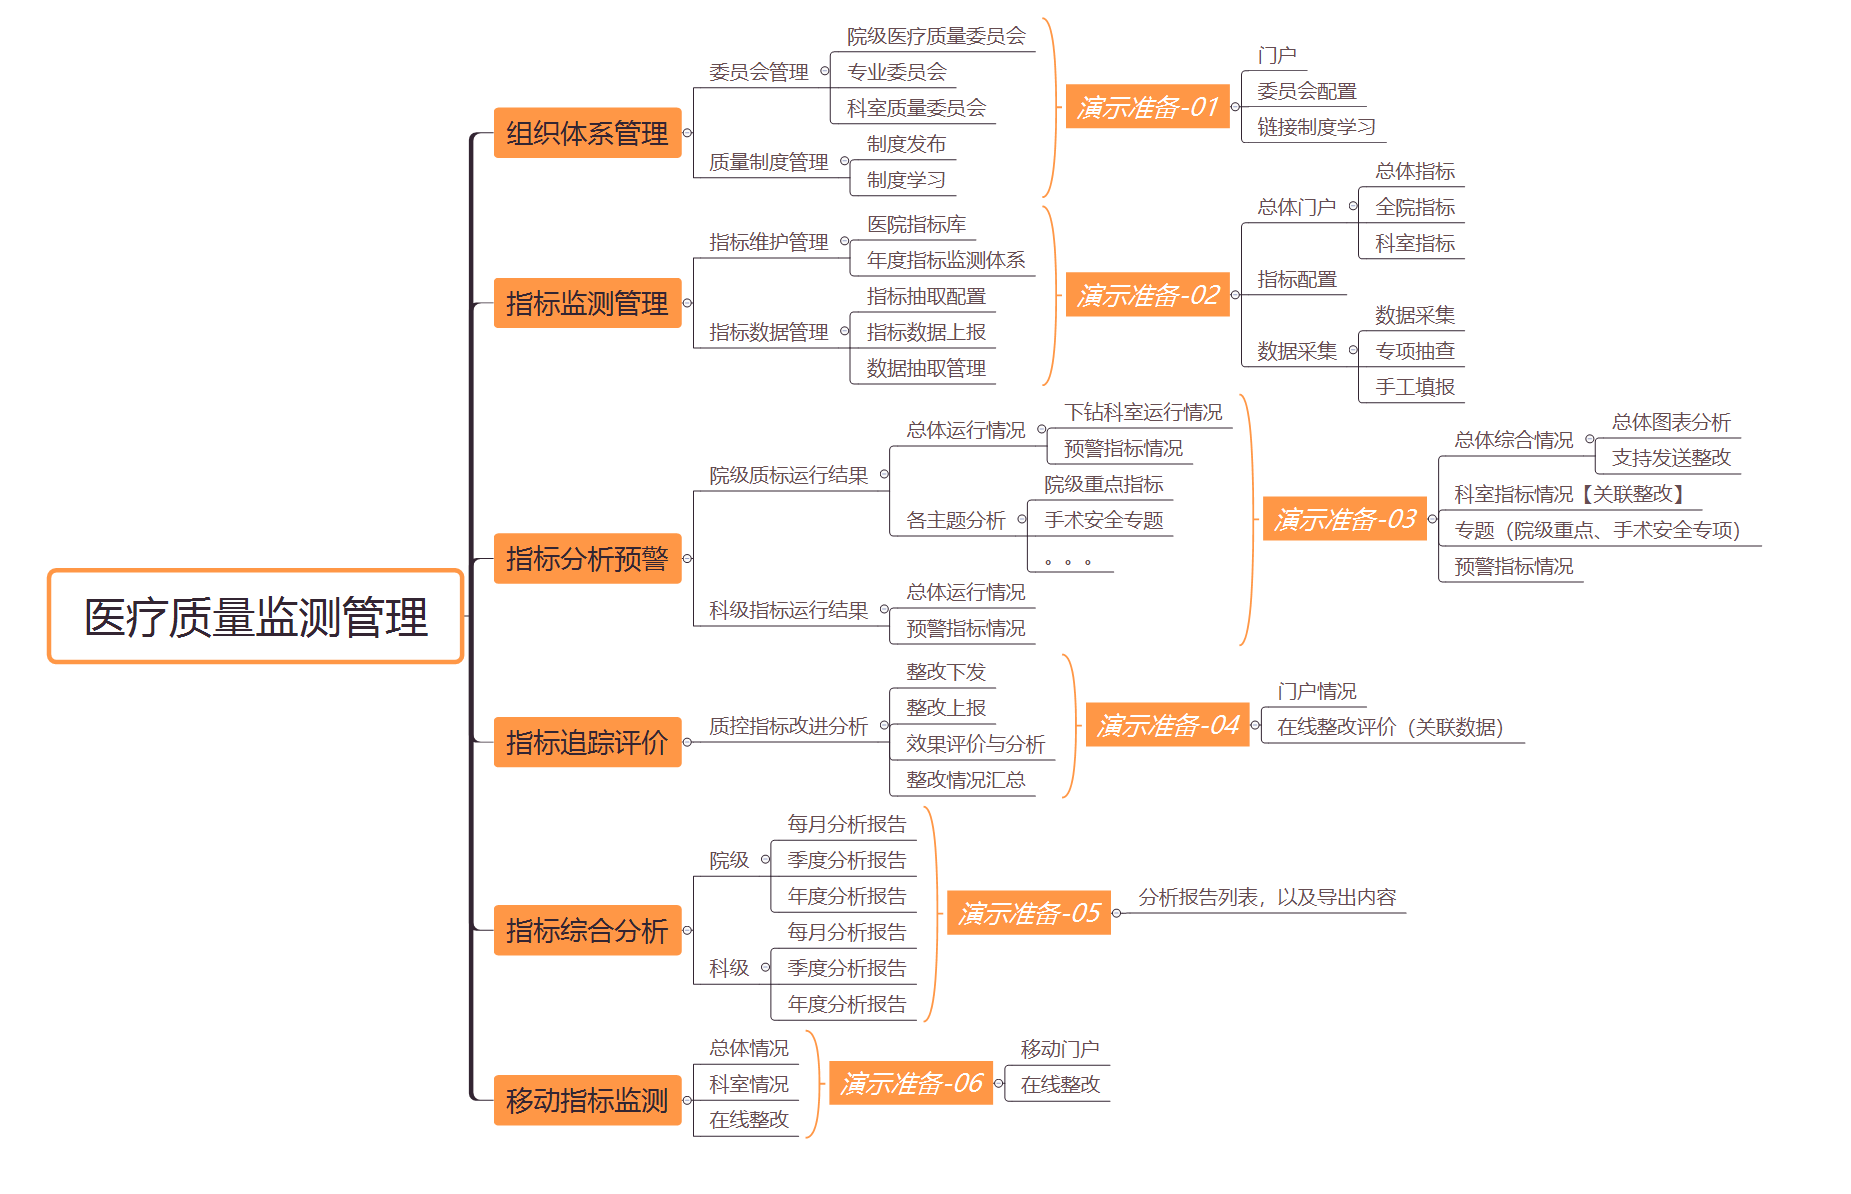 医疗质量监测管理
组织体系管理
委员会管理
院级医疗质量委员会
专业委员会
科室质量委员会
质量制度管理
制度发布
制度学习
演示准备-01
门户
委员会配置
链接制度学习
指标监测管理
指标维护管理
医院指标库
年度指标监测体系
指标数据管理
指标抽取配置
指标数据上报
数据抽取管理
演示准备-02
总体门户
总体指标
全院指标
科室指标
指标配置
数据采集
数据采集
专项抽查
手工填报
指标分析预警
院级质标运行结果
总体运行情况
下钻科室运行情况
预警指标情况
各主题分析
院级重点指标
手术安全专题
。。。
科级指标运行结果
总体运行情况
预警指标情况
演示准备-03
总体综合情况
总体图表分析
支持发送整改
科室指标情况【关联整改】
专题（院级重点、手术安全专项）
预警指标情况
指标追踪评价
质控指标改进分析
整改下发
整改上报
效果评价与分析
整改情况汇总
演示准备-04
门户情况
在线整改评价（关联数据）
指标综合分析
院级
每月分析报告
季度分析报告
年度分析报告
科级
每月分析报告
季度分析报告
年度分析报告
演示准备-05
分析报告列表，以及导出内容
移动指标监测
总体情况
科室情况
在线整改
演示准备-06
移动门户
在线整改